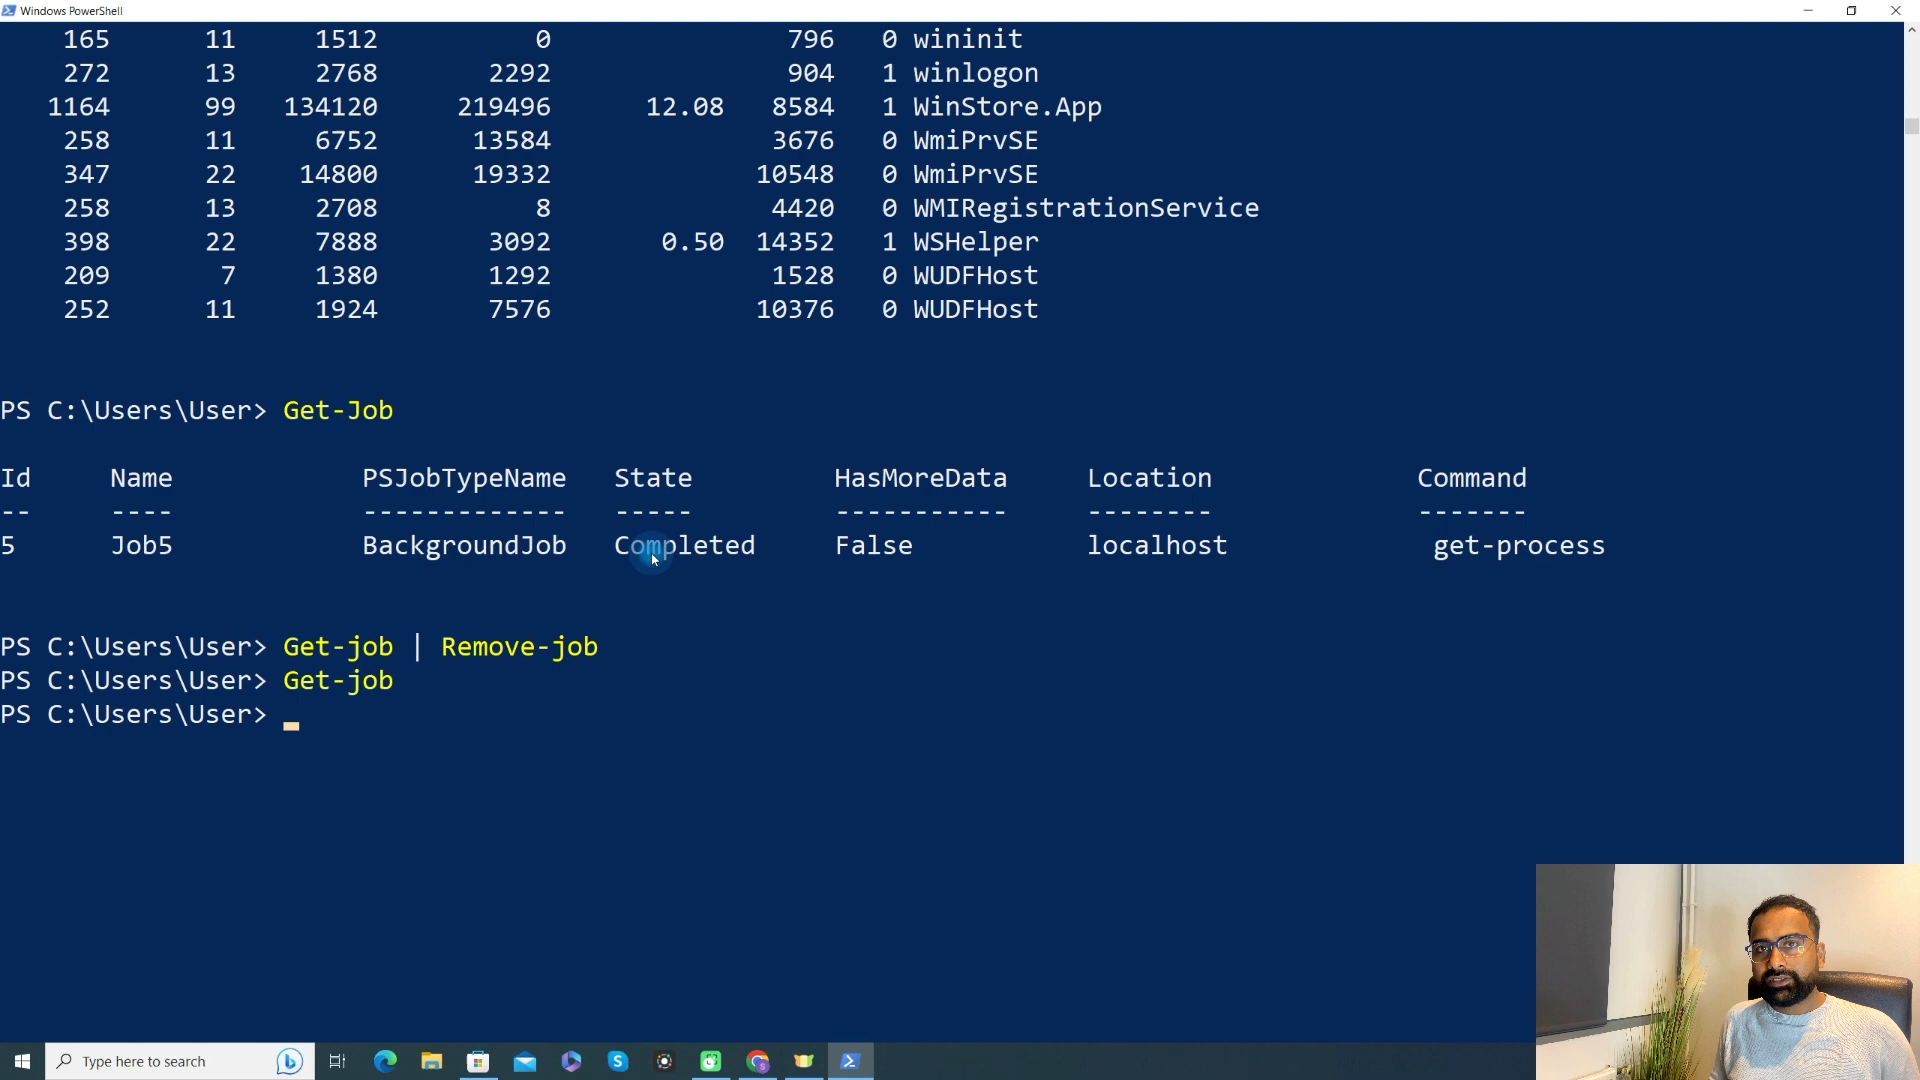 Windows PowerShell
165 11 1512 0 796 0 wininit
272 13 2768 2292 904 1 winlogon
1164 99 134120 219496 12.08 8584 1 WinStore.App
258 11 6752 13584 3676 0 WmiPrvSE
347 22 14800 19332 10548 0 WmiPrvSE
258 13 2708 8 4420 0 WMIRegistrationService
398 22 7888 3092 0.50 14352 1 WSHelper
209 7 1380 1292 1528 0 WUDFHost
252 11 1924 7576 10376 0 WUDFHost
PS C:\Users\User> Get-Job
Id Name PSJobTypeName State HasMoreData Location Command
-- ---- ------------- ----- ----------- -------- -------
5 Job5 BackgroundJob Completed False localhost get-process
PS C:\Users\User> Get-job | Remove-job
PS C:\Users\User> Get-job
PS C:\Users\User>
Type here to search